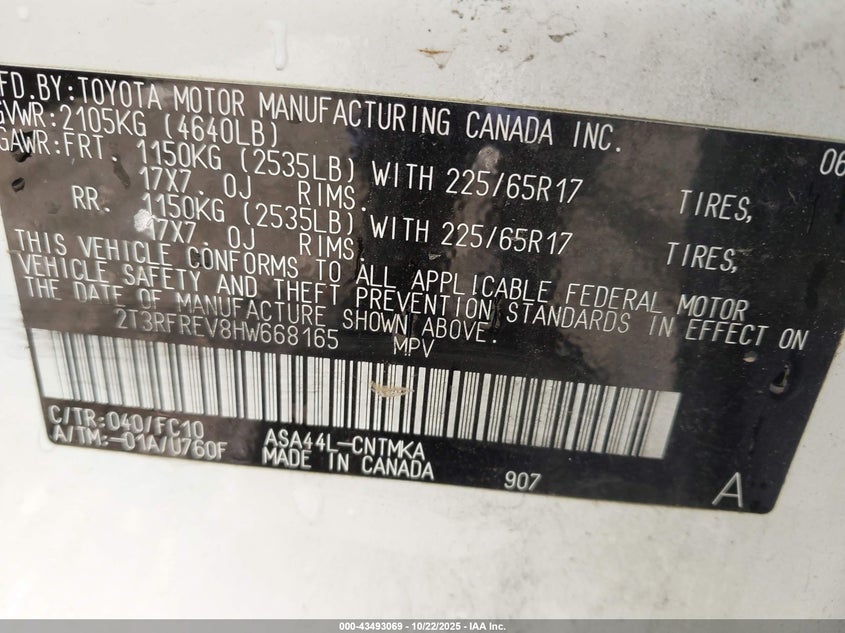 FD.BY:TOYOTA MOTOR MANUFACTURING CANADA INC.
GVWR:2105KG (4640LB)
06
GAWR:FRT. 1150KG (2535LB) WITH 225/65R17 TIRES,
17X7.0J RIMS.
RR. 1150KG (2535LB) WITH 225/65R17 TIRES,
17X7.0J RIMS.
THIS VEHICLE CONFORMS TO ALL APPLICABLE FEDERAL MOTOR
VEHICLE SAFETY AND THEFT PREVENTION STANDARDS IN EFFECT ON
THE DATE OF MANUFACTURE SHOWN ABOVE.
2T3RFREV8HW668165 MPV
C/TR:040/FC10
A/TM:-01A/U760F
ASA44L-CNTMKA
MADE IN CANADA
907
A
000-43493069 - 10/22/2025 - IAA Inc.